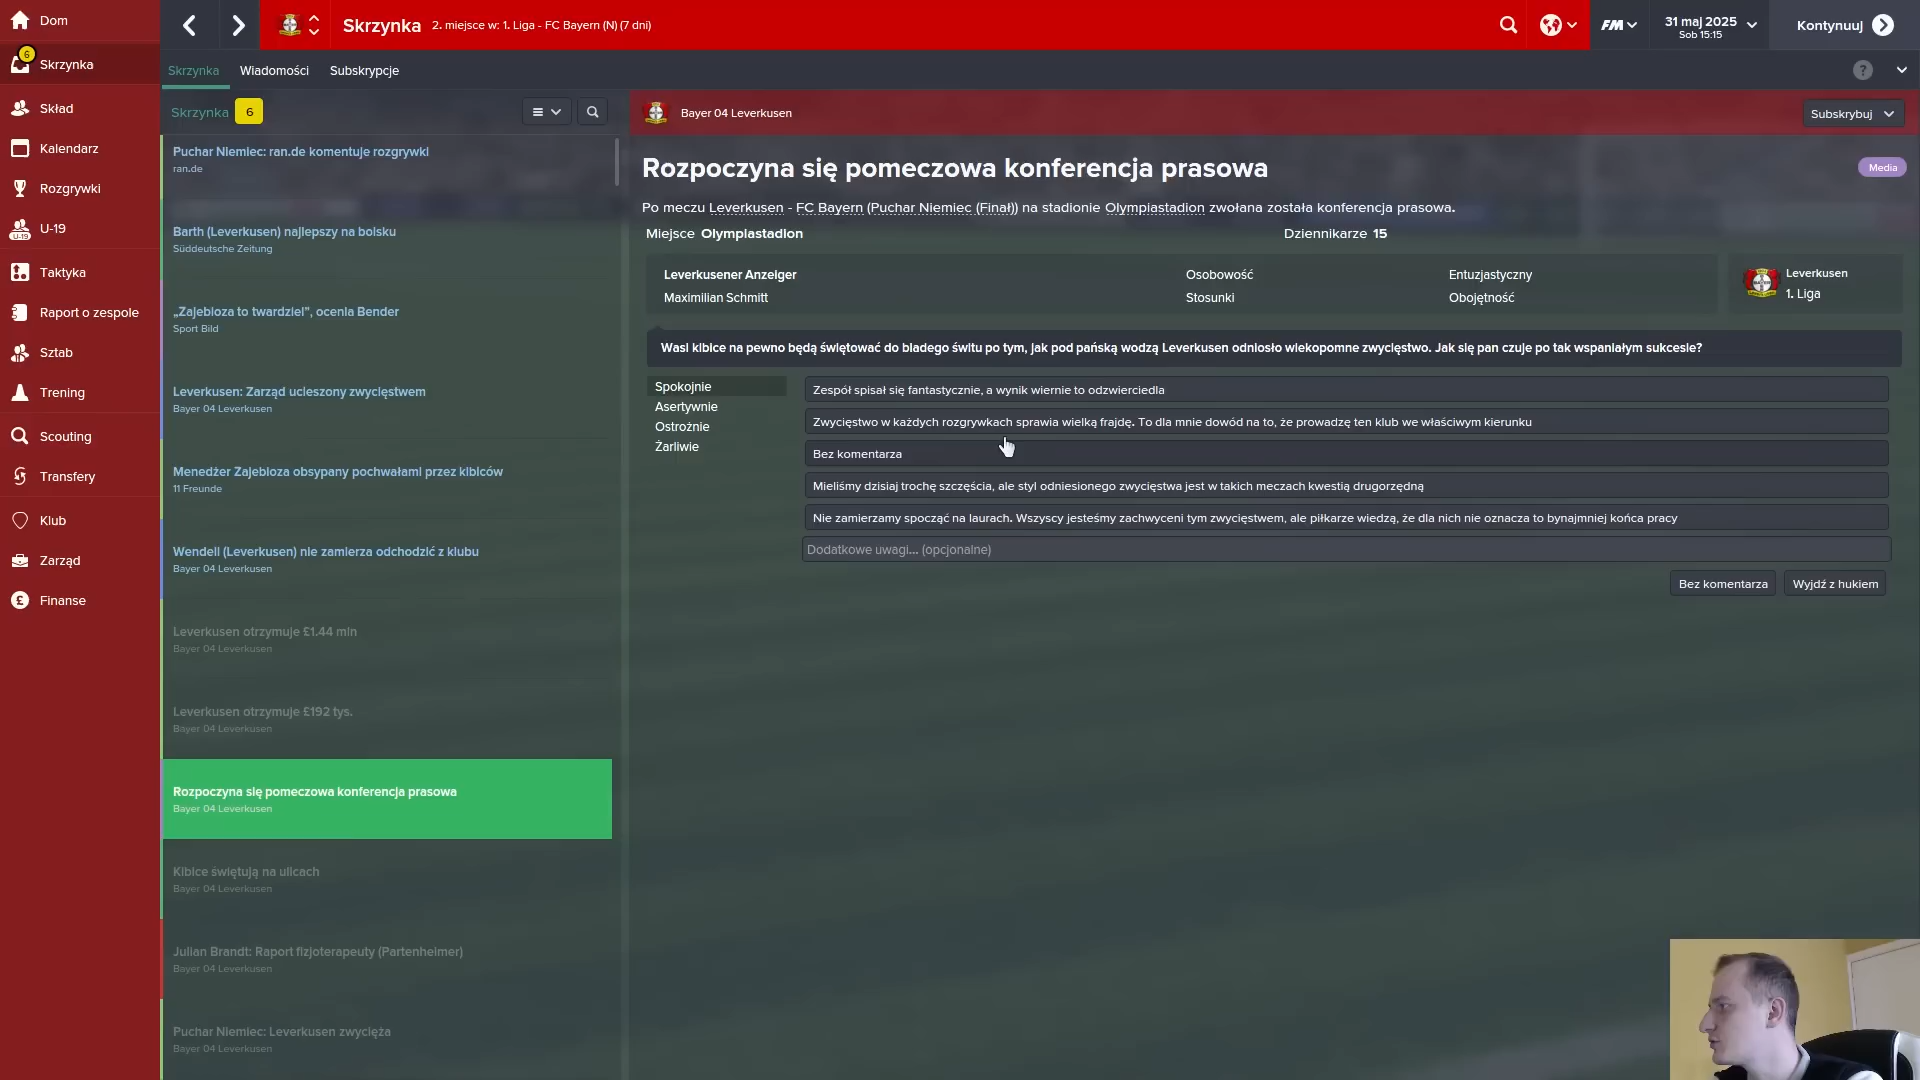 Dom
Skrzynka
6
Skład
Kalendarz
Rozgrywki
U-19
U-19
Taktyka
Raport o zespole
Sztab
Trening
Scouting
Transfery
Klub
Zarząd
Finanse
Skrzynka 2. miejsce w: 1. Liga - FC Bayern (N) (7 dni)
FM
31 maj 2025
Sob 15:15
Kontynuuj
Skrzynka Wiadomości Subskrypcje
?
Skrzynka 6
Puchar Niemiec: ran.de komentuje rozgrywki
ran.de
Barth (Leverkusen) najlepszy na boisku
Süddeutsche Zeitung
„Zajebioza to twardziel”, ocenia Bender
Sport Bild
Leverkusen: Zarząd ucieszony zwycięstwem
Bayer 04 Leverkusen
Menedżer Zajebioza obsypany pochwałami przez kibiców
11 Freunde
Wendell (Leverkusen) nie zamierza odchodzić z klubu
Bayer 04 Leverkusen
Leverkusen otrzymuje £1.44 mln
Bayer 04 Leverkusen
Leverkusen otrzymuje £192 tys.
Bayer 04 Leverkusen
Rozpoczyna się pomeczowa konferencja prasowa
Bayer 04 Leverkusen
Kibice świętują na ulicach
Bayer 04 Leverkusen
Julian Brandt: Raport fizjoterapeuty (Partenheimer)
Bayer 04 Leverkusen
Puchar Niemiec: Leverkusen zwycięża
Bayer 04 Leverkusen
Bayer 04 Leverkusen
Subskrybuj
Rozpoczyna się pomeczowa konferencja prasowa
Media
Po meczu Leverkusen - FC Bayern (Puchar Niemiec (Finał)) na stadionie Olympiastadion zwołana została konferencja prasowa.
Miejsce Olympiastadion Dziennikarze 15
Leverkusener Anzeiger Osobowość Entuzjastyczny
Maximilian Schmitt Stosunki Obojętność
Leverkusen
1. Liga
Wasi kibice na pewno będą świętować do bladego świtu po tym, jak pod pańską wodzą Leverkusen odniosło wiekopomne zwycięstwo. Jak się pan czuje po tak wspaniałym sukcesie?
Spokojnie
Asertywnie
Ostrożnie
Żarliwie
Zespół spisał się fantastycznie, a wynik wiernie to odzwierciedla
Zwycięstwo w każdych rozgrywkach sprawia wielką frajdę. To dla mnie dowód na to, że prowadzę ten klub we właściwym kierunku
Bez komentarza
Mieliśmy dzisiaj trochę szczęścia, ale styl odniesionego zwycięstwa jest w takich meczach kwestią drugorzędną
Nie zamierzamy spocząć na laurach. Wszyscy jesteśmy zachwyceni tym zwycięstwem, ale piłkarze wiedzą, że dla nich nie oznacza to bynajmniej końca pracy
Dodatkowe uwagi... (opcjonalne)
Bez komentarza Wyjdź z hukiem